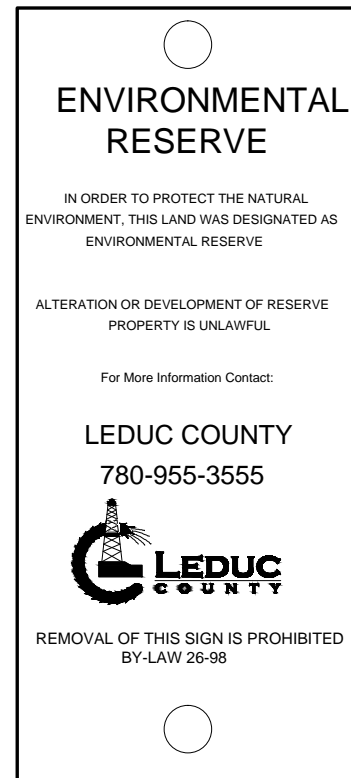 ENVIRONMENTAL
RESERVE
IN ORDER TO PROTECT THE NATURAL
ENVIRONMENT, THIS LAND WAS DESIGNATED AS
ENVIRONMENTAL RESERVE
ALTERATION OR DEVELOPMENT OF RESERVE
PROPERTY IS UNLAWFUL
For More Information Contact:
LEDUC COUNTY
780-955-3555
LEDUC
COUNTY
REMOVAL OF THIS SIGN IS PROHIBITED
BY-LAW 26-98